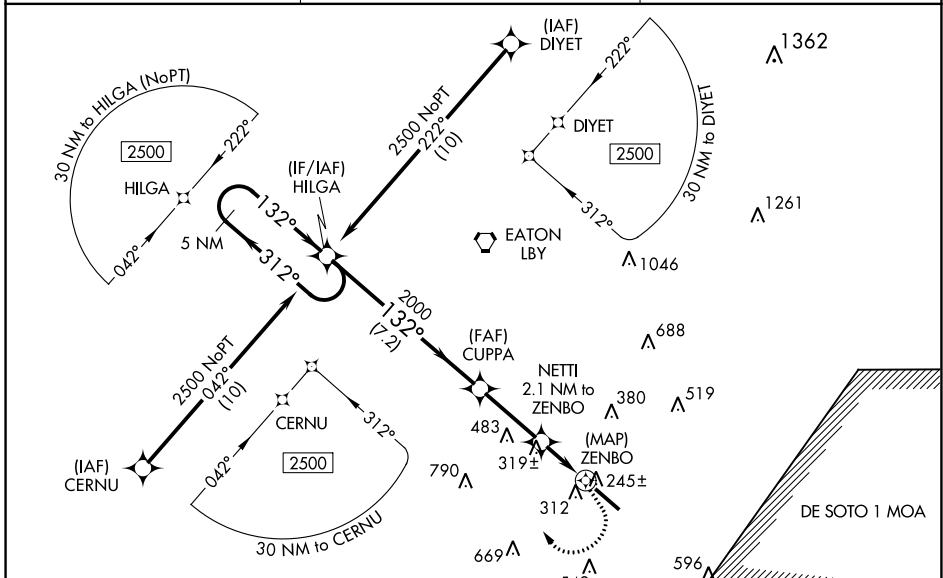 (IAF)
DIYET
1362
30 NM to HILGA (NoPT)
222°
2500
HILGA
042°
2500 NoPT
222°
(10)
222°
DIYET
2500
30 NM to DIYET
312°
(IF/IAF)
HILGA
132°
5 NM
312°
EATON
LBY
1261
1046
2000
132°
(7.2)
688
(FAF)
CUPPA
2500 NoPT
042°
(10)
NETTI
2.1 NM to
ZENBO
380
519
CERNU
312°
042°
2500
30 NM to CERNU
483
319±
(MAP)
ZENBO
(IAF)
CERNU
790
245±
312
DE SOTO 1 MOA
669
596